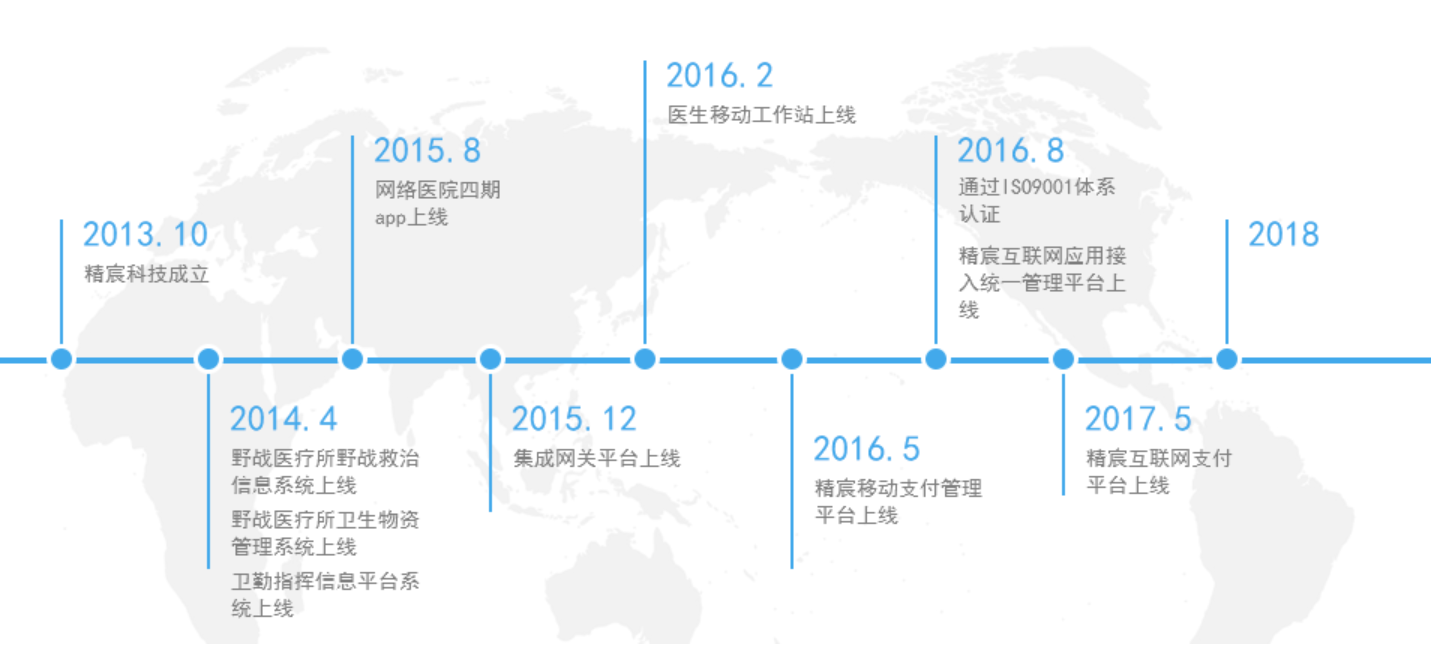 2013.10
精宸科技成立
2014.4
野战医疗所野战救治
信息系统上线
野战医疗所卫生物资
管理系统上线
卫勤指挥信息平台系
统上线
2015.8
网络医院四期
app上线
2015.12
集成网关平台上线
2016.2
医生移动工作站上线
2016.5
精宸移动支付管理
平台上线
2016.8
通过ISO9001体系
认证
精宸互联网应用接
入统一管理平台上
线
2017.5
精宸互联网支付
平台上线
2018